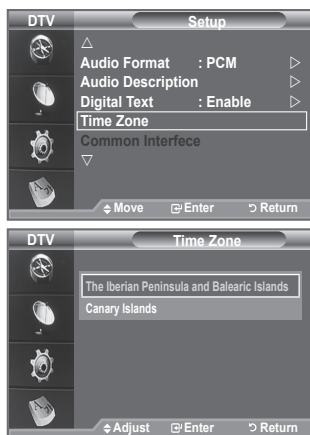 DTV Setup
△
Audio Format : PCM ▷
Audio Description ▷
Digital Text : Enable ▷
Time Zone
Common Interfece
▽
Move Enter Return
DTV Time Zone
The Iberian Peninsula and Balearic Islands
Canary Islands
Adjust Enter Return